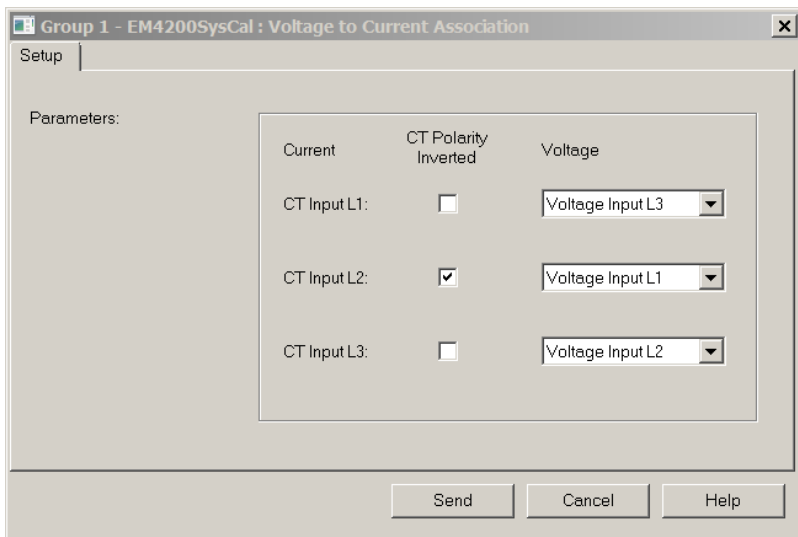 Group 1 - EM4200SysCal : Voltage to Current Association
Setup
Parameters:
Current
CT Polarity
Inverted
Voltage
CT Input L1:
Voltage Input L3
CT Input L2:
Voltage Input L1
CT Input L3:
Voltage Input L2
Send
Cancel
Help